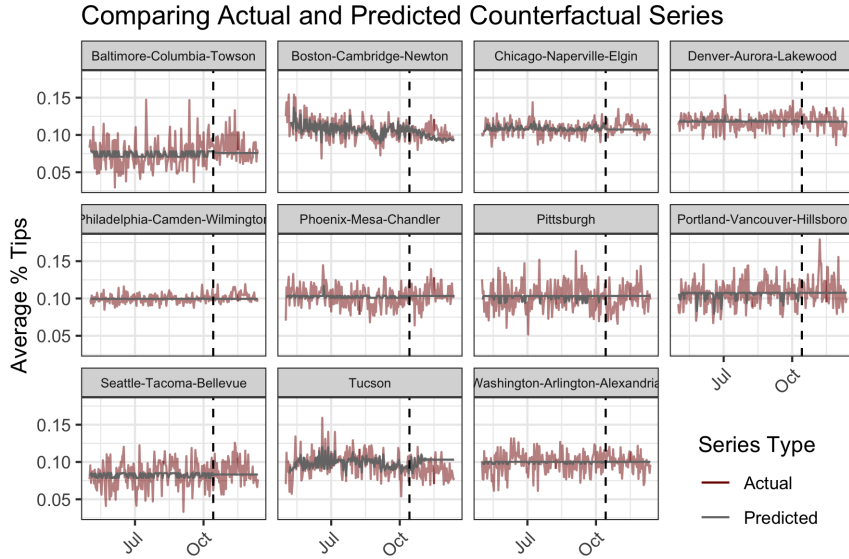 Comparing Actual and Predicted Counterfactual Series
Baltimore-Columbia-Towson
Boston-Cambridge-Newton
Chicago-Naperville-Elgin
Denver-Aurora-Lakewood
0.15
0.10
0.05
Philadelphia-Camden-Wilmington
Phoenix-Mesa-Chandler
Pittsburgh
Portland-Vancouver-Hillsboro
0.15
0.10
0.05
Average % Tips
Jul
Oct
Seattle-Tacoma-Bellevue
Tucson
Washington-Arlington-Alexandria
0.15
0.10
0.05
Jul
Oct
Jul
Oct
Jul
Oct
Series Type
Actual
Predicted